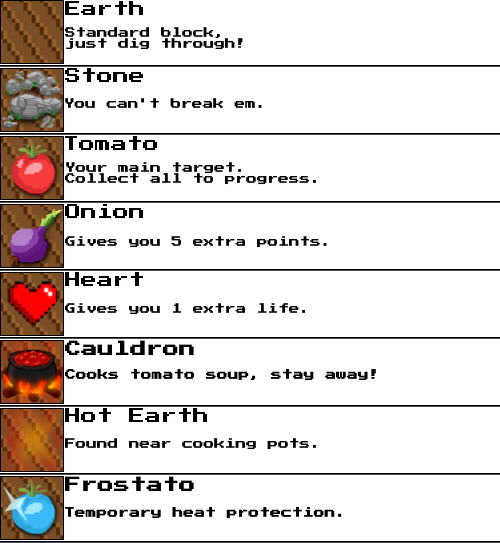 Earth
Standard block,
just dig through!
Stone
You can't break em.
Tomato
Your main target.
Collect all to progress.
Onion
Gives you 5 extra points.
Heart
Gives you 1 extra life.
Cauldron
Cooks tomato soup, stay away!
Hot Earth
Found near cooking pots.
Frostato
Temporary heat protection.